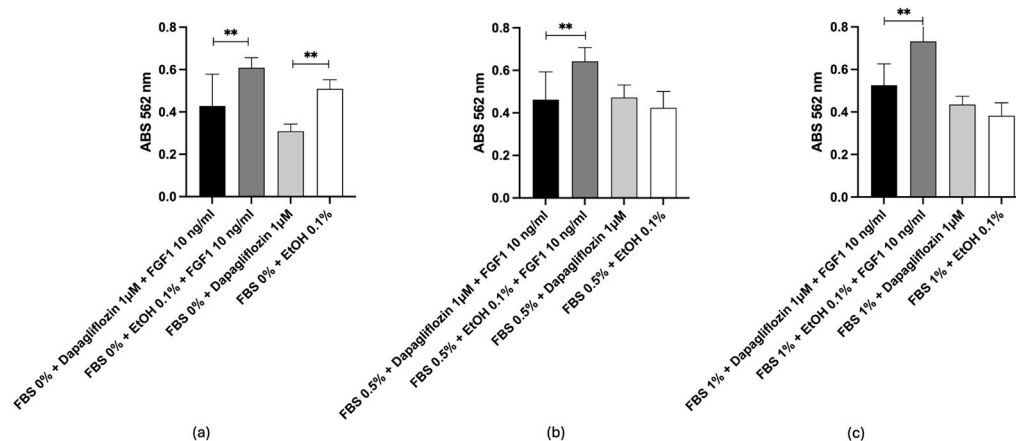 0.8
0.6
0.4
0.2
0.0
ABS 562 nm
**
**
FBS 0% + Dapagliflozin 1µM + FGF1 10 ng/ml
FBS 0% + EtOH 0.1% + FGF1 10 ng/ml
FBS 0% + Dapagliflozin 1µM
FBS 0% + EtOH 0.1%
(a)
0.8
0.6
0.4
0.2
0.0
ABS 562 nm
**
FBS 0.5% + Dapagliflozin 1µM + FGF1 10 ng/ml
FBS 0.5% + EtOH 0.1% + FGF1 10 ng/ml
FBS 0.5% + Dapagliflozin 1µM
FBS 0.5% + EtOH 0.1%
(b)
0.8
0.6
0.4
0.2
0.0
ABS 562 nm
**
FBS 1% + Dapagliflozin 1µM + FGF1 10 ng/ml
FBS 1% + EtOH 0.1% + FGF1 10 ng/ml
FBS 1% + Dapagliflozin 1µM
FBS 1% + EtOH 0.1%
(c)